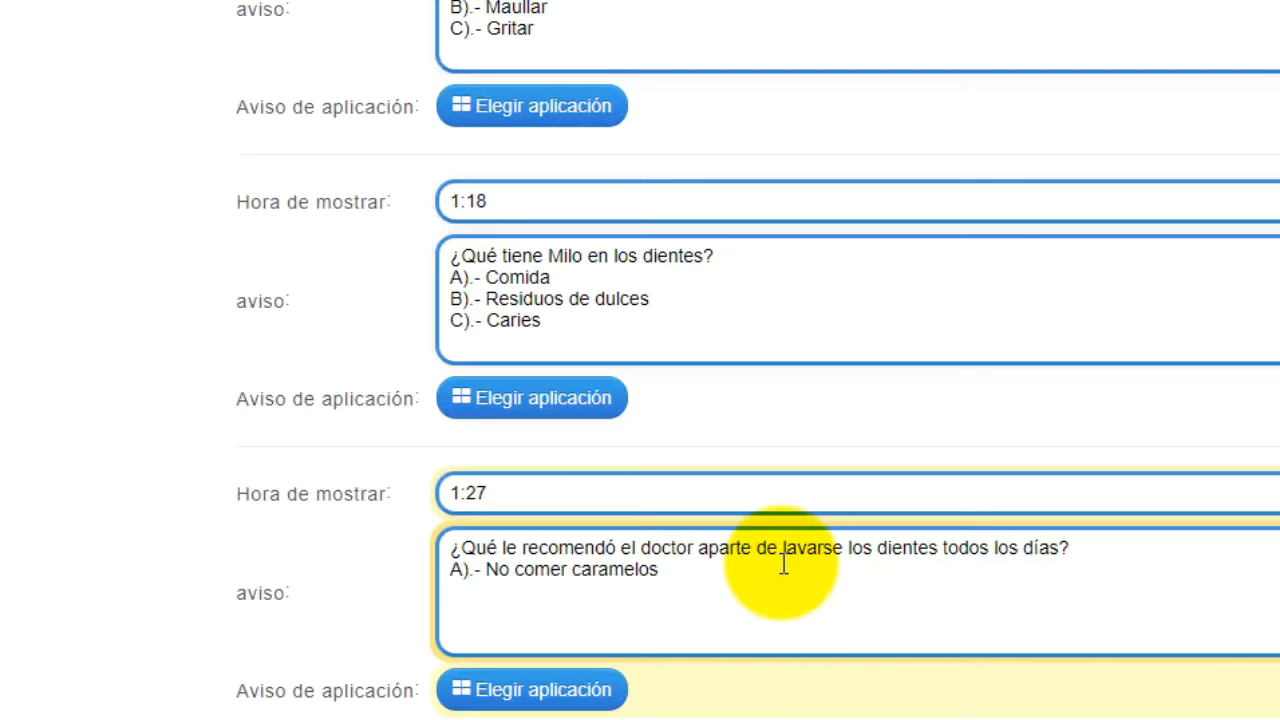 B).- Maullar
aviso:
C).- Gritar
Aviso de aplicación: Elegir aplicación
Hora de mostrar: 1:18
¿Qué tiene Milo en los dientes?
A).- Comida
B).- Residuos de dulces
aviso:
C).- Caries
Aviso de aplicación: Elegir aplicación
Hora de mostrar: 1:27
¿Qué le recomendó el doctor aparte de lavarse los dientes todos los días?
A).- No comer caramelos
aviso:
Aviso de aplicación: Elegir aplicación